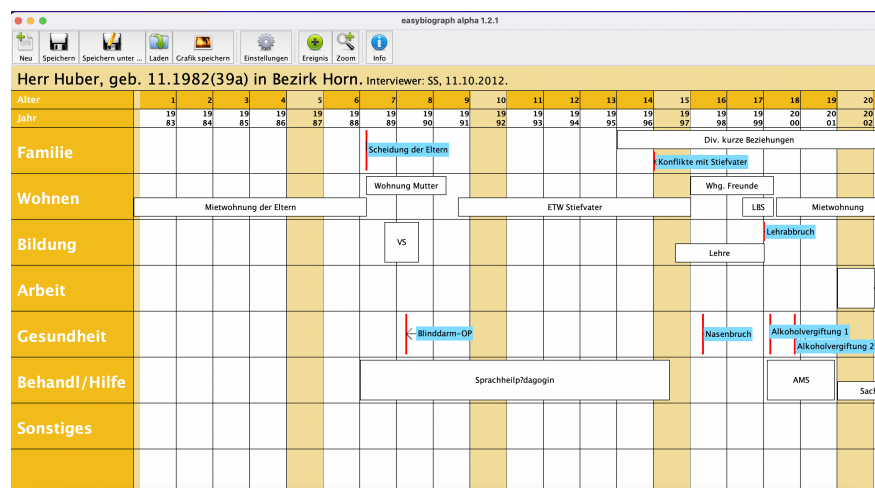 easybiograph alpha 1.2.1
Neu Speichern Speichern unter ... Laden Grafik speichern Einstellungen Ereignis Zoom Info
Herr Huber, geb. 11.1982(39a) in Bezirk Horn. Interviewer: SS, 11.10.2012.
Alter 1 2 3 4 5 6 7 8 9 10 11 12 13 14 15 16 17 18 19 20
Jahr 19 83 19 84 19 85 19 86 19 87 19 88 19 89 19 90 19 91 19 92 19 93 19 94 19 95 19 96 19 97 19 98 19 99 20 00 20 01 20 02
Familie
Div. kurze Beziehungen
Scheidung der Eltern
Konflikte mit Stiefvater
Wohnen
Wohnung Mutter
Whg. Freunde
Mietwohnung der Eltern
ETW Stiefvater
LBS
Mietwohnung
Bildung
Lehrabbruch
VS
Lehre
Arbeit
Gesundheit
Blinddarm-OP
Nasenbruch
Alkoholvergiftung 1
Alkoholvergiftung 2
Behandl/Hilfe
Sprachheilp?dagogin
AMS
Sach
Sonstiges